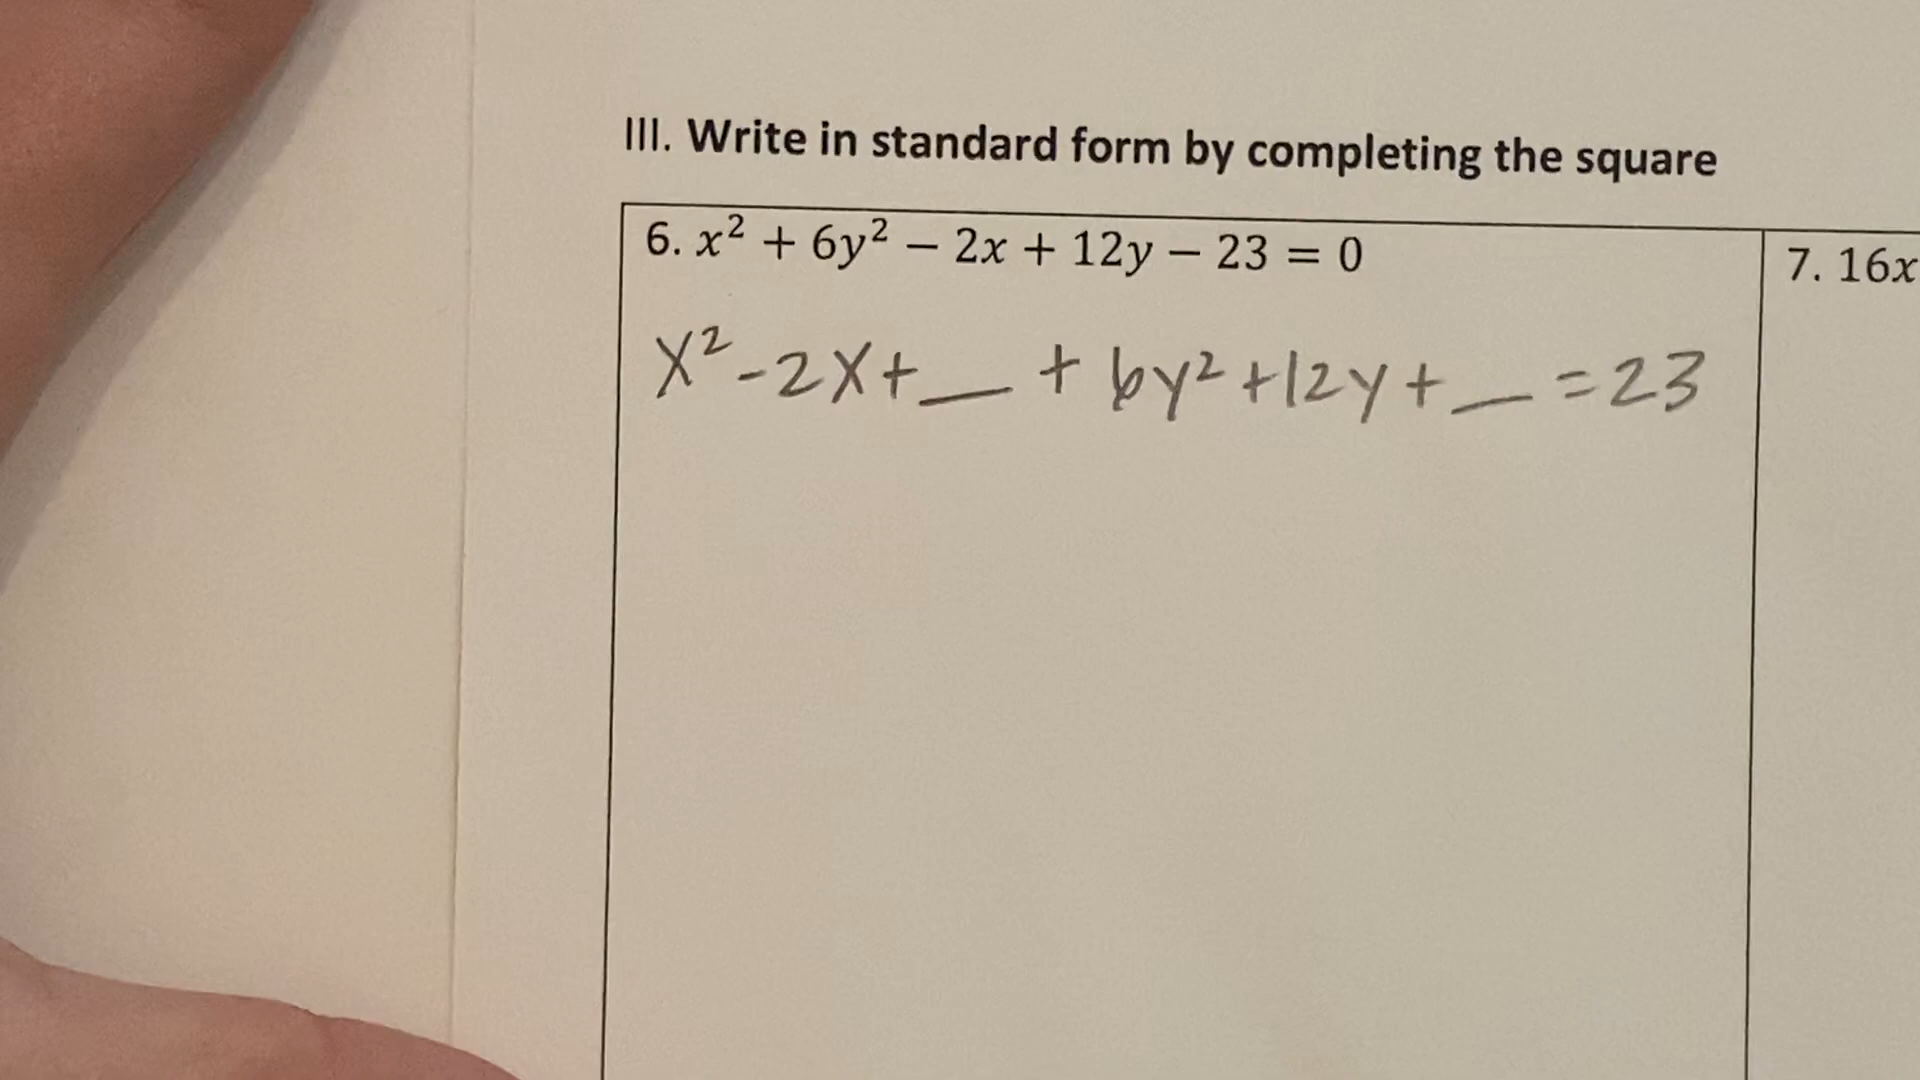 III. Write in standard form by completing the square
6. x² + 6y² − 2x + 12y − 23 = 0
7. 16x
x² - 2x + __ + 6y² + 12y + __ = 23